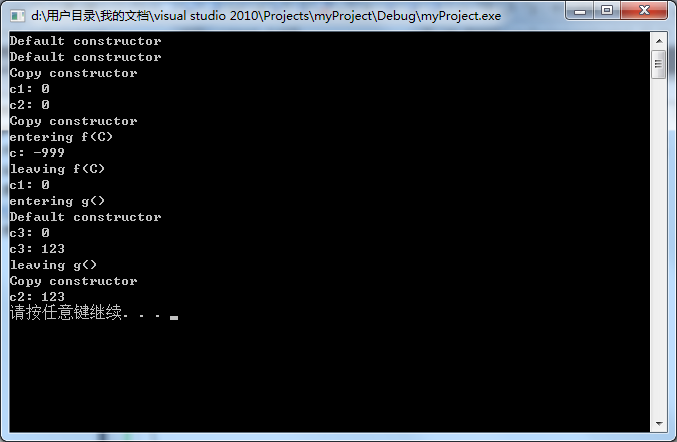 d:\用户目录\我的文档\visual studio 2010\Projects\myProject\Debug\myProject.exe
Default constructor
Default constructor
Copy constructor
c1: 0
c2: 0
Copy constructor
entering f(C)
c: -999
leaving f(C)
c1: 0
entering g()
Default constructor
c3: 0
c3: 123
leaving g()
Copy constructor
c2: 123
请按任意键继续. . .